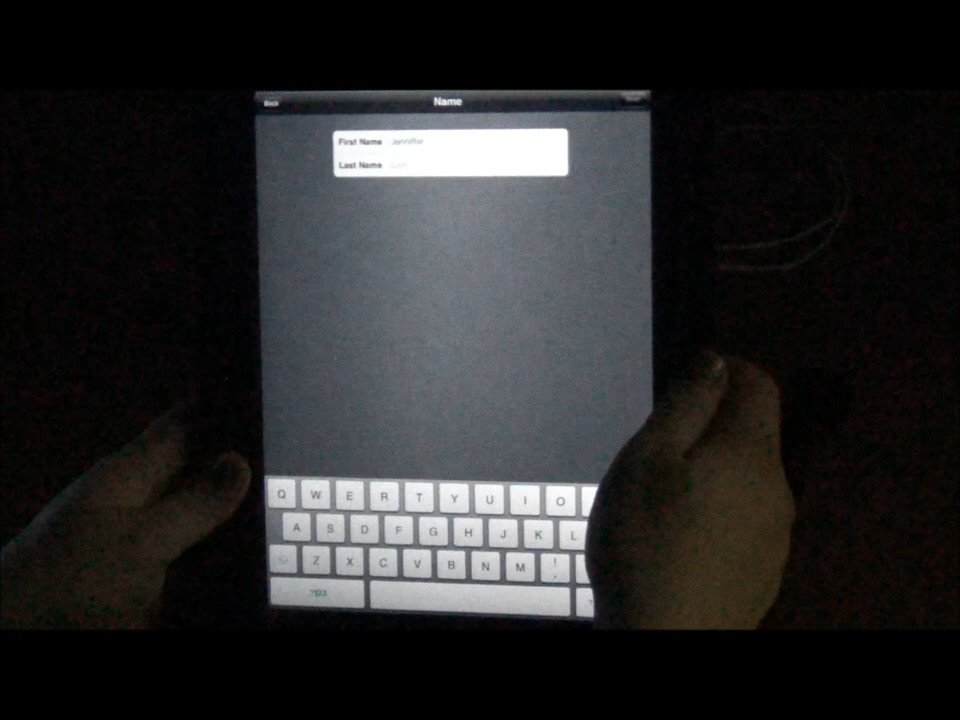 Back Name
First Name Jennifer
Last Name
Q W E R T Y U I O
A S D F G H J K L
Z X C V B N M ! ,
.?123